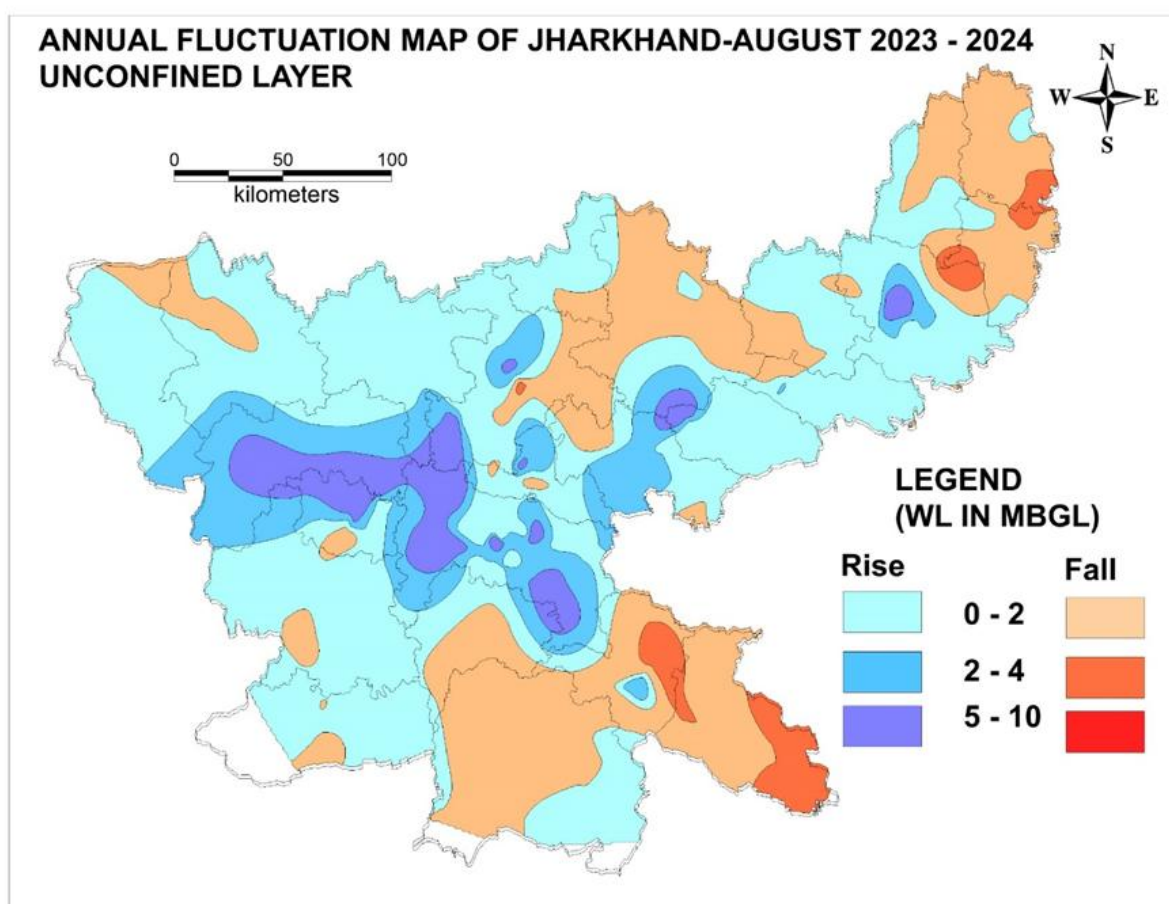 ANNUAL FLUCTUATION MAP OF JHARKHAND-AUGUST 2023 - 2024
UNCONFINED LAYER
N
W E
S
0 50 100
kilometers
LEGEND
(WL IN MBGL)
Rise Fall
0 - 2
2 - 4
5 - 10